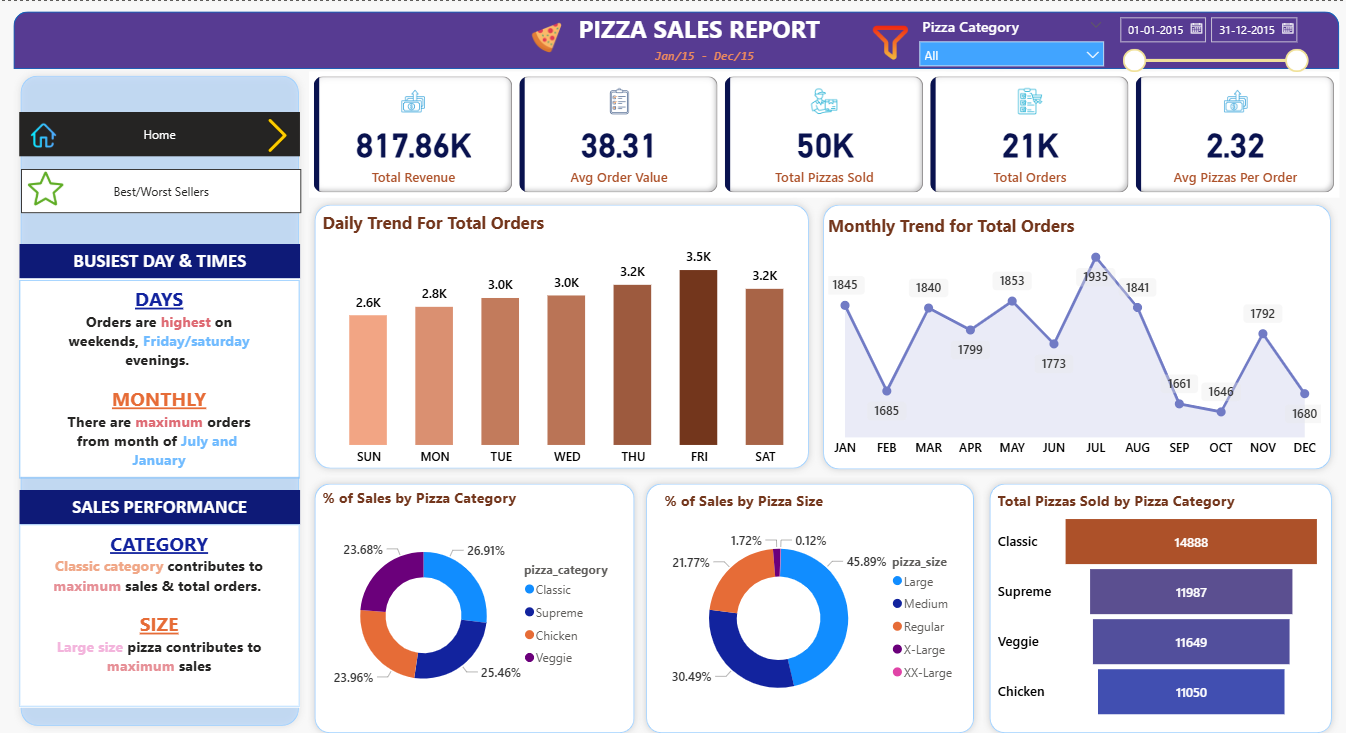 PIZZA SALES REPORT
Jan/15 - Dec/15
Pizza Category
All
01-01-2015
31-12-2015
Home
Best/Worst Sellers
BUSIEST DAY & TIMES
DAYS
Orders are highest on
weekends, Friday/saturday
evenings.
MONTHLY
There are maximum orders
from month of July and
January
SALES PERFORMANCE
CATEGORY
Classic category contributes to
maximum sales & total orders.
SIZE
Large size pizza contributes to
maximum sales
817.86K
Total Revenue
38.31
Avg Order Value
50K
Total Pizzas Sold
21K
Total Orders
2.32
Avg Pizzas Per Order
Daily Trend For Total Orders
2.6K
2.8K
3.0K
3.0K
3.2K
3.5K
3.2K
SUN MON TUE WED THU FRI SAT
Monthly Trend for Total Orders
1845
1685
1840
1799
1853
1773
1935
1841
1661
1646
1792
1680
JAN FEB MAR APR MAY JUN JUL AUG SEP OCT NOV DEC
% of Sales by Pizza Category
23.68%
26.91%
23.96%
25.46%
pizza_category
Classic
Supreme
Chicken
Veggie
% of Sales by Pizza Size
1.72%
0.12%
21.77%
45.89%
30.49%
pizza_size
Large
Medium
Regular
X-Large
XX-Large
Total Pizzas Sold by Pizza Category
Classic 14888
Supreme 11987
Veggie 11649
Chicken 11050